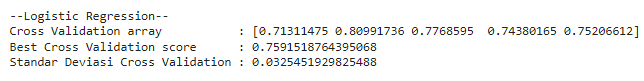 --Logistic Regression--
Cross Validation array : [0.71311475 0.80991736 0.7768595 0.74380165 0.75206612]
Best Cross Validation score : 0.7591518764395068
Standar Deviasi Cross Validation : 0.0325451929825488